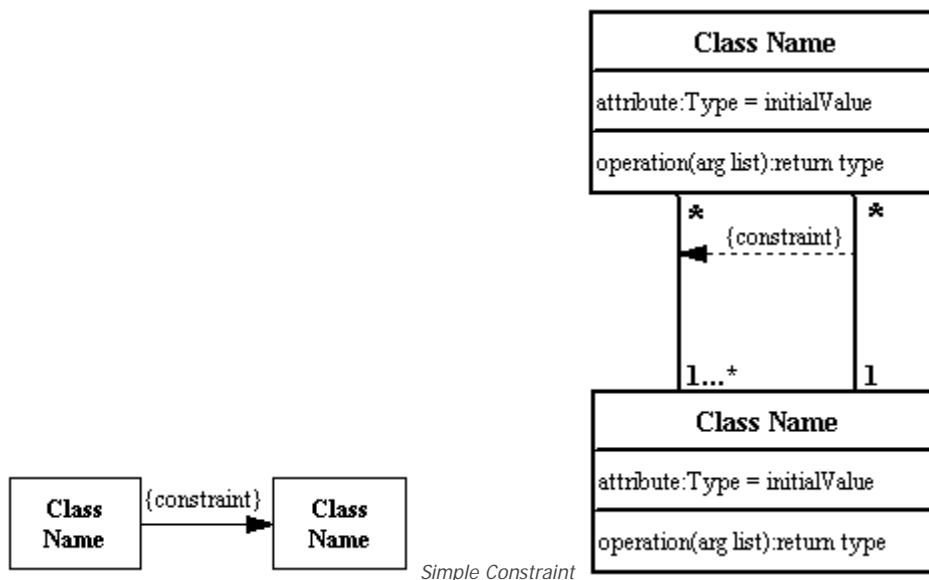 Class Name
attribute:Type = initialValue
operation(arg list):return type
* *
{constraint}
1...* 1
Class Name
attribute:Type = initialValue
operation(arg list):return type
Class
Name
{constraint}
Class
Name
Simple Constraint